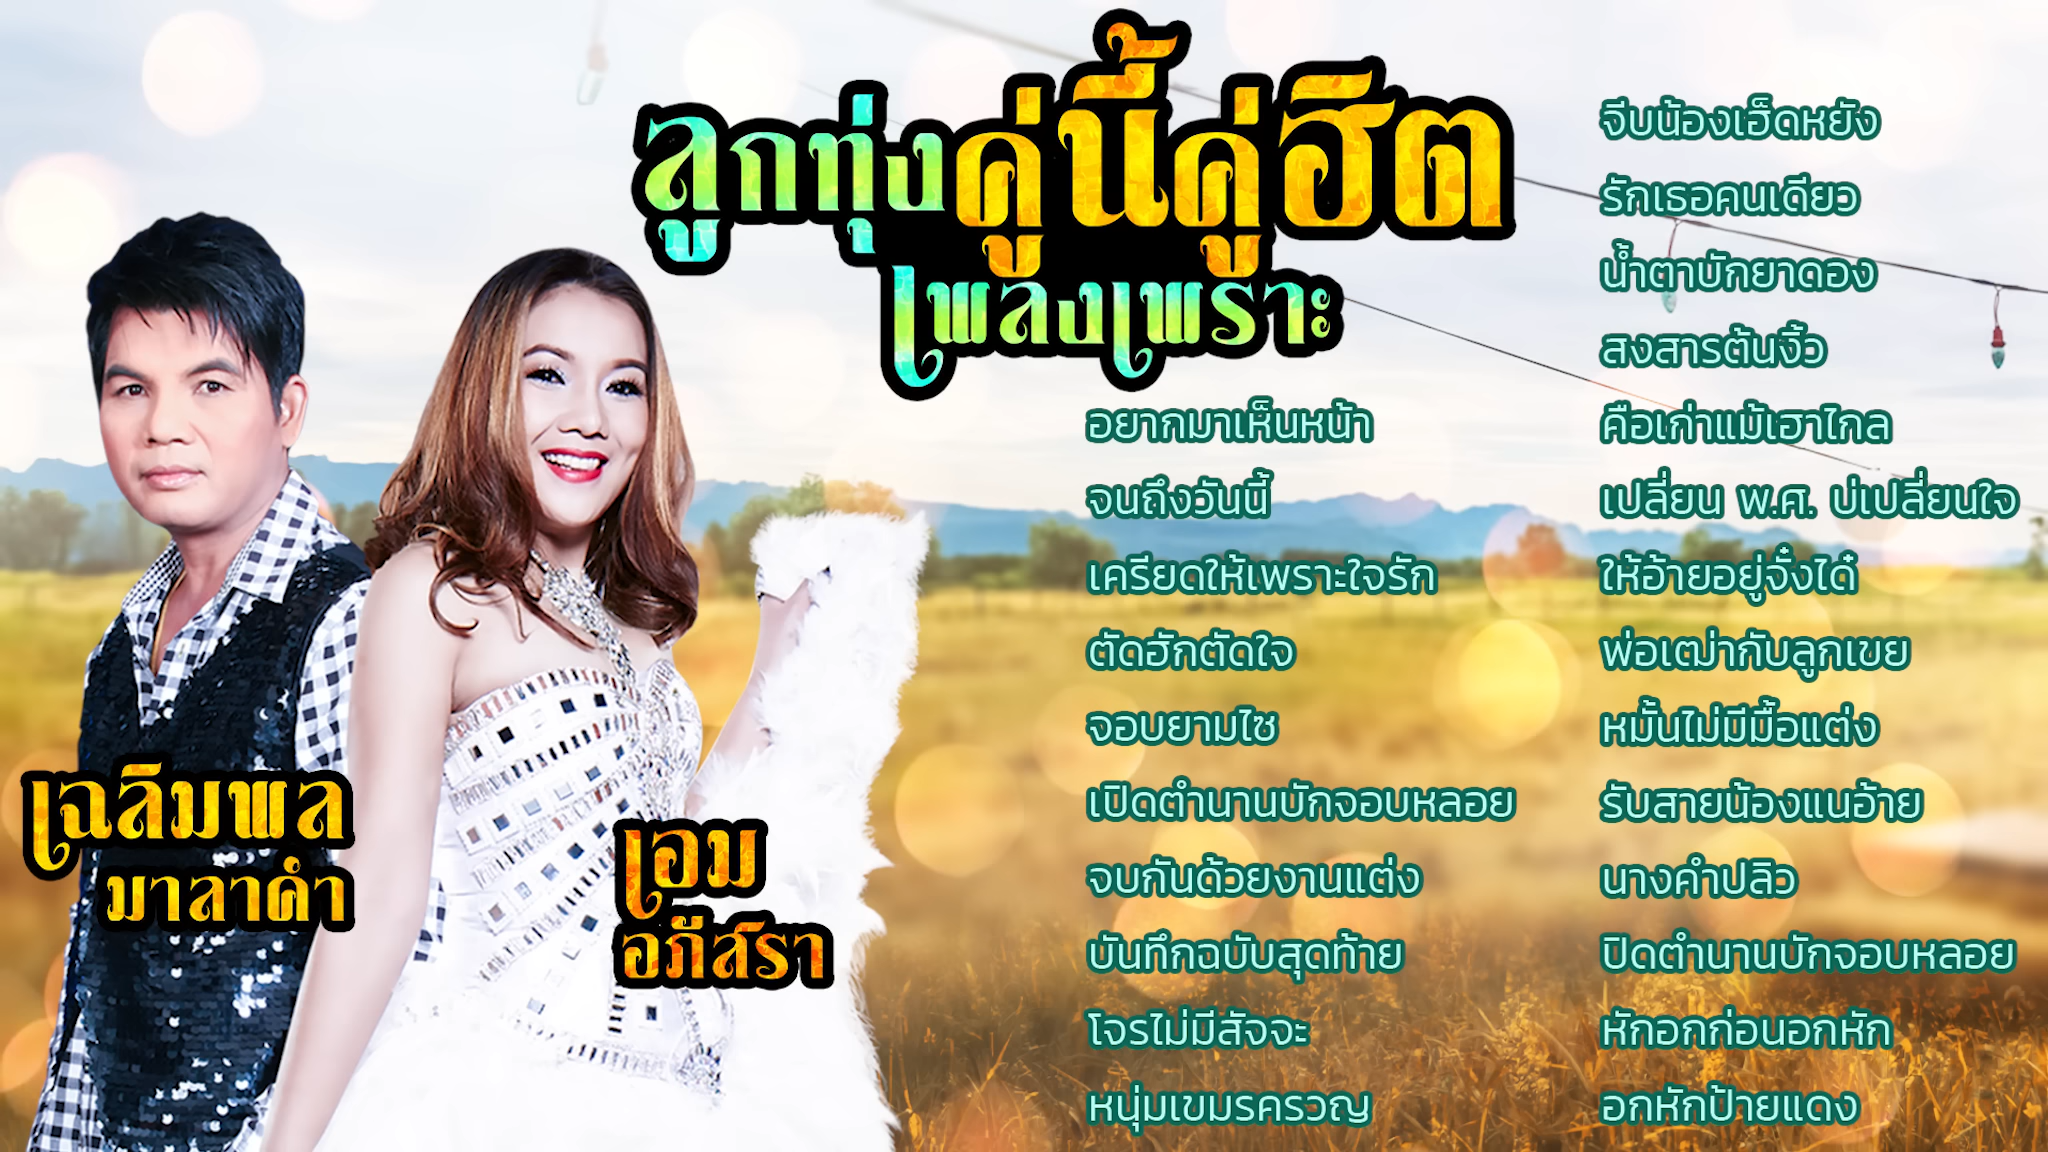 ลูกทุ่งคู่นี้คู่ฮิต
เพลงเพราะ
เฉลิมพล
มาลาคำ
เอม
อภัสรา
อยากมาเห็นหน้า
จนถึงวันนี้
เครียดให้เพราะใจรัก
ตัดฮักตัดใจ
จอบยามไซ
เปิดตำนานบักจอบหลอย
จบกันด้วยงานแต่ง
บันทึกฉบับสุดท้าย
โจรไม่มีสัจจะ
หนุ่มเขมรครวญ
จีบน้องเฮ็ดหยัง
รักเธอคนเดียว
น้ำตาบักยาดอง
สงสารต้นงิ้ว
คือเก่าแม้เฮาไกล
เปลี่ยน พ.ศ. บ่เปลี่ยนใจ
ให้อ้ายอยู่จั๋งได๋
พ่อเฒ่ากับลูกเขย
หมั้นไม่มีมื้อแต่ง
รับสายน้องแนอ้าย
นางคำปลิว
ปิดตำนานบักจอบหลอย
หักอกก่อนอกหัก
อกหักป้ายแดง